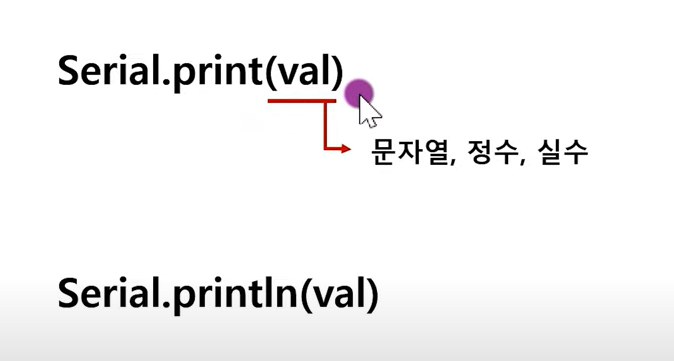 Serial.print(val)
문자열, 정수, 실수
Serial.println(val)